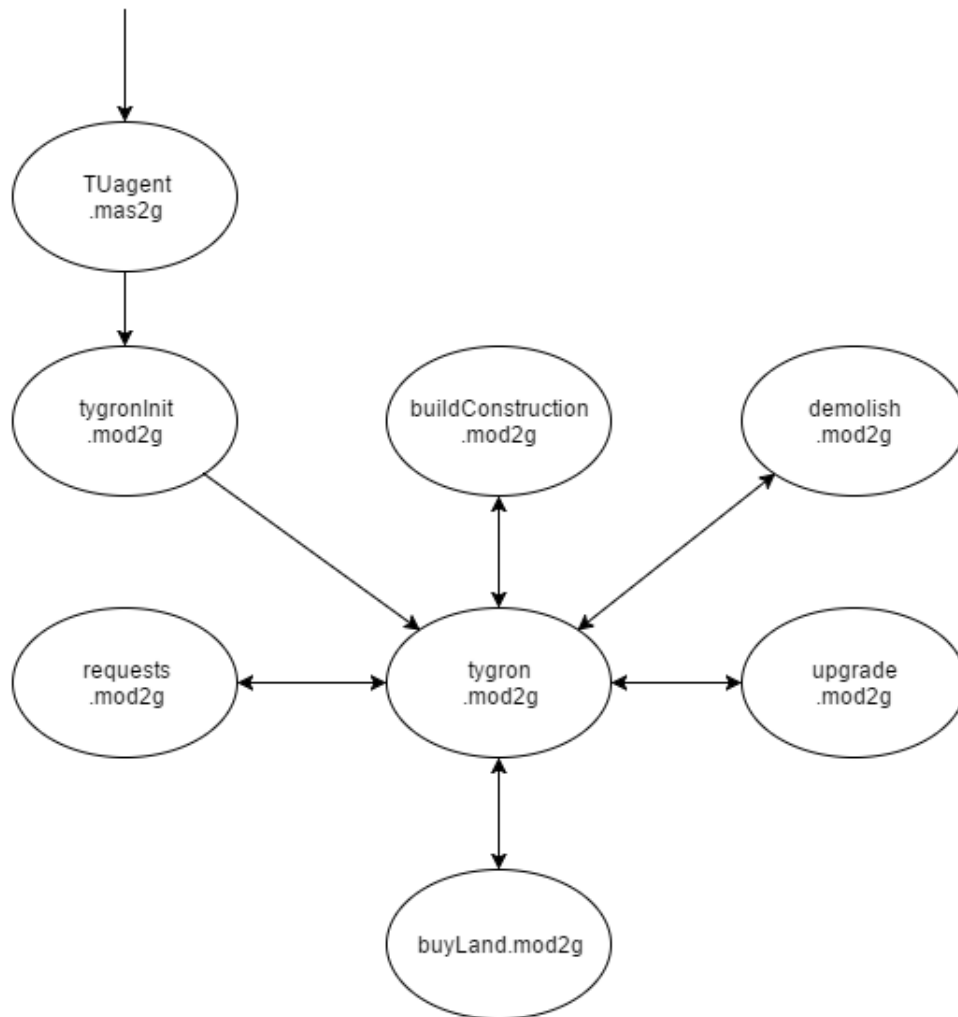 TUagent
.mas2g
tygronInit
.mod2g
buildConstruction
.mod2g
demolish
.mod2g
requests
.mod2g
tygron
.mod2g
upgrade
.mod2g
buyLand.mod2g